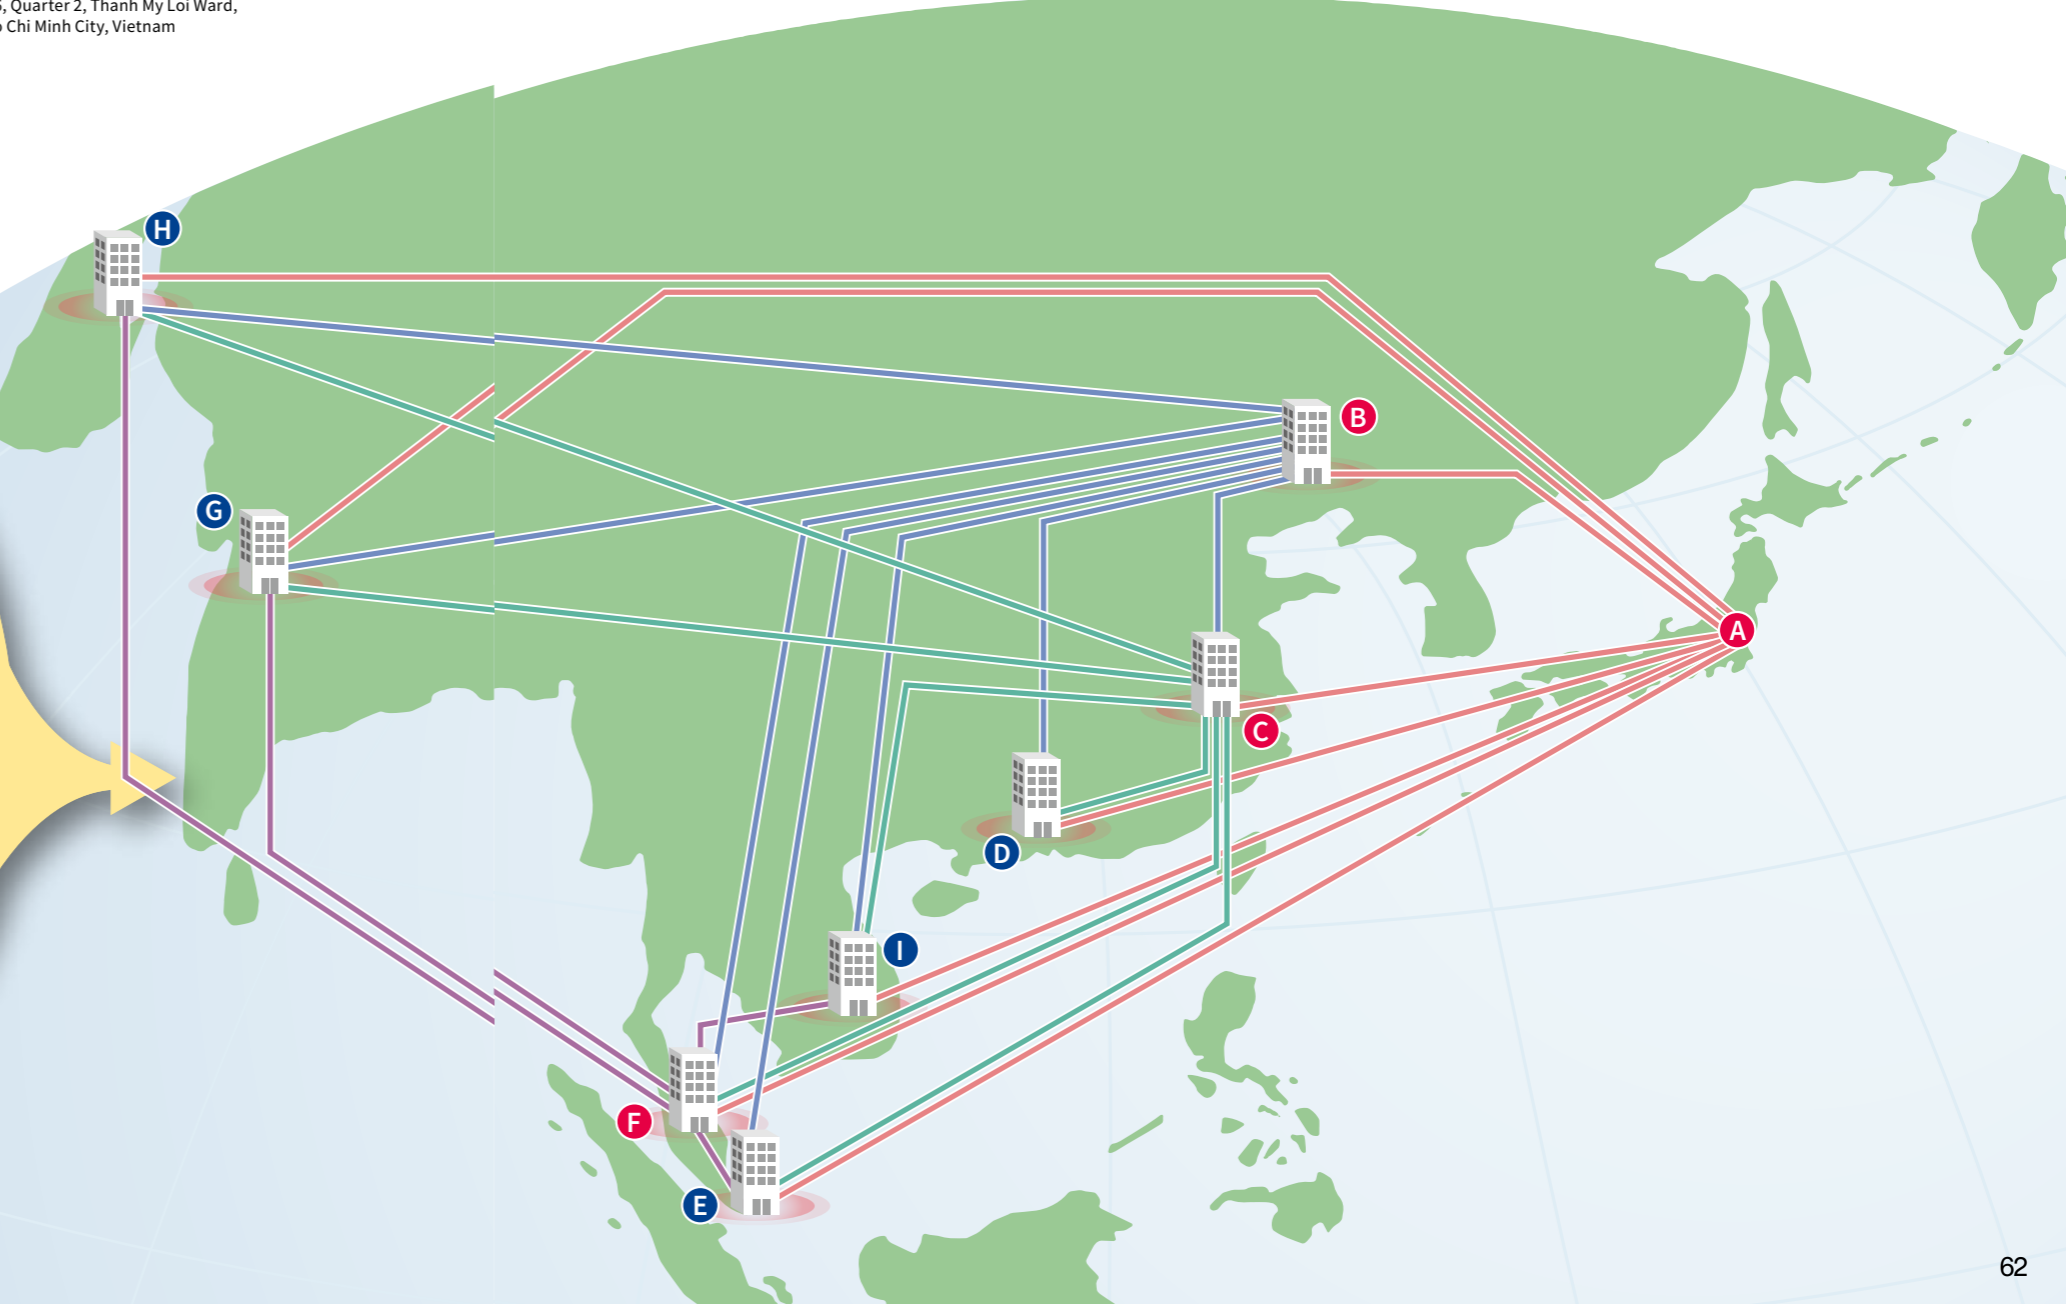 , Quarter 2, Thanh My Loi Ward,
Chi Minh City, Vietnam
H
B
G
A
C
D
I
F
E
62